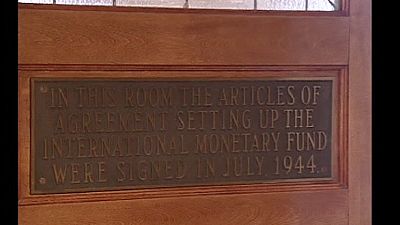 IN THIS ROOM THE ARTICLES OF
AGREEMENT SETTING UP THE
INTERNATIONAL MONETARY FUND
WERE SIGNED IN JULY, 1944.